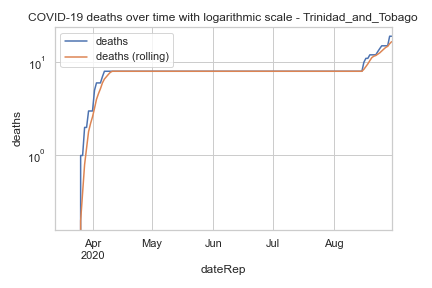 COVID-19 deaths over time with logarithmic scale - Trinidad_and_Tobago
deaths
deaths (rolling)
10¹
10⁰
deaths
Apr
2020
May
Jun
Jul
Aug
dateRep